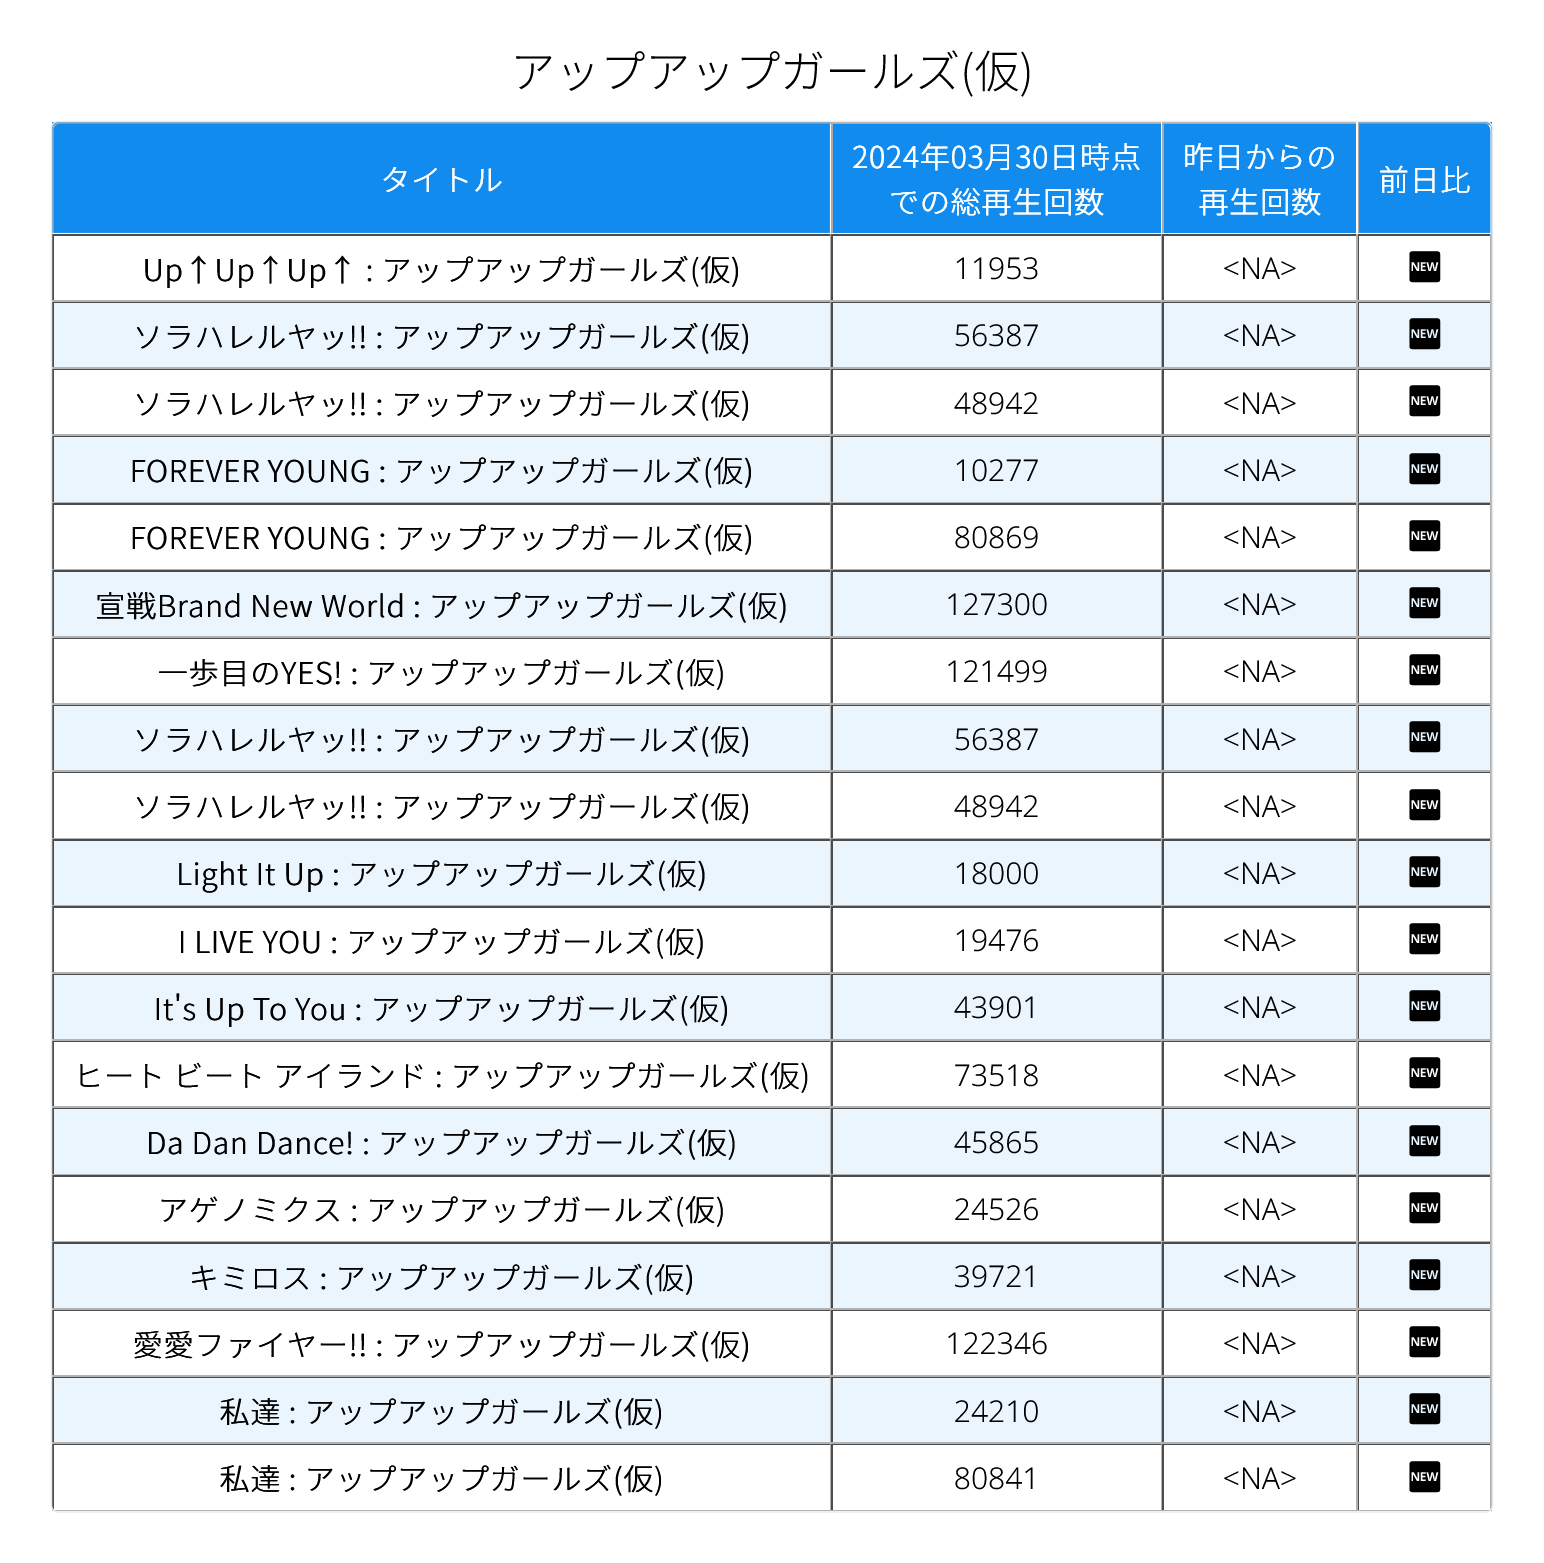 アップアップガールズ(仮)
タイトル 2024年03月30日時点での総再生回数 昨日からの再生回数 前日比
Up↑Up↑Up↑ : アップアップガールズ(仮) 11953 <NA> NEW
ソラハレルヤッ!! : アップアップガールズ(仮) 56387 <NA> NEW
ソラハレルヤッ!! : アップアップガールズ(仮) 48942 <NA> NEW
FOREVER YOUNG : アップアップガールズ(仮) 10277 <NA> NEW
FOREVER YOUNG : アップアップガールズ(仮) 80869 <NA> NEW
宣戦Brand New World : アップアップガールズ(仮) 127300 <NA> NEW
一歩目のYES! : アップアップガールズ(仮) 121499 <NA> NEW
ソラハレルヤッ!! : アップアップガールズ(仮) 56387 <NA> NEW
ソラハレルヤッ!! : アップアップガールズ(仮) 48942 <NA> NEW
Light It Up : アップアップガールズ(仮) 18000 <NA> NEW
I LIVE YOU : アップアップガールズ(仮) 19476 <NA> NEW
It's Up To You : アップアップガールズ(仮) 43901 <NA> NEW
ヒート ビート アイランド : アップアップガールズ(仮) 73518 <NA> NEW
Da Dan Dance! : アップアップガールズ(仮) 45865 <NA> NEW
アゲノミクス : アップアップガールズ(仮) 24526 <NA> NEW
キミロス : アップアップガールズ(仮) 39721 <NA> NEW
愛愛ファイヤー!! : アップアップガールズ(仮) 122346 <NA> NEW
私達 : アップアップガールズ(仮) 24210 <NA> NEW
私達 : アップアップガールズ(仮) 80841 <NA> NEW